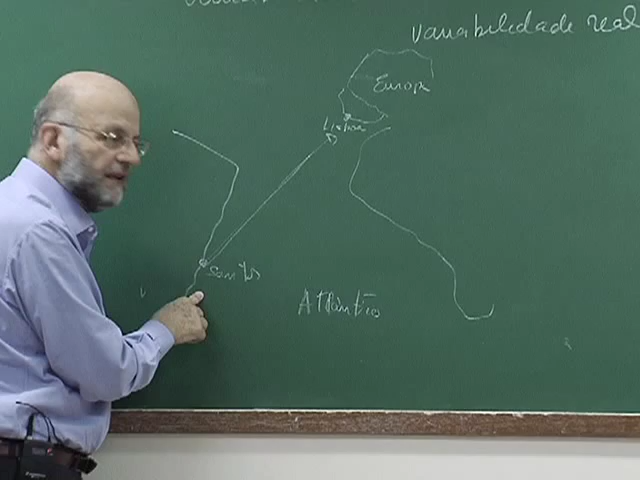 variabilidade real
Europa
Lisboa
Santos
Atlântico